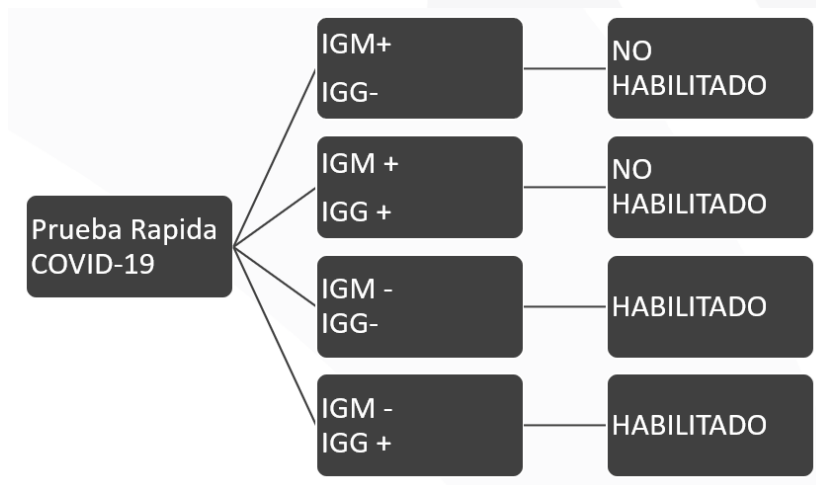 Prueba Rapida
COVID-19
IGM+
IGG-
NO
HABILITADO
IGM +
IGG +
NO
HABILITADO
IGM -
IGG-
HABILITADO
IGM -
IGG +
HABILITADO